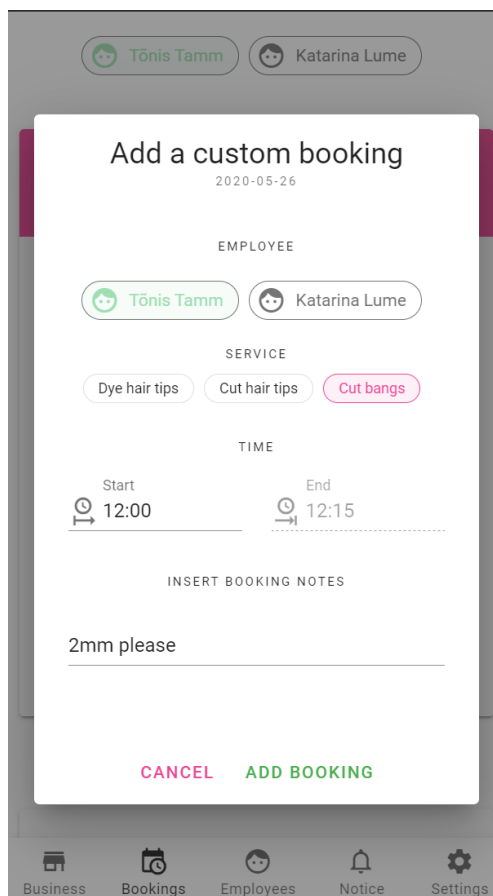 Tõnis Tamm Katarina Lume
Add a custom booking
2020-05-26
EMPLOYEE
Tõnis Tamm Katarina Lume
SERVICE
Dye hair tips Cut hair tips Cut bangs
TIME
Start End
12:00 12:15
INSERT BOOKING NOTES
2mm please
CANCEL ADD BOOKING
Business Bookings Employees Notice Settings